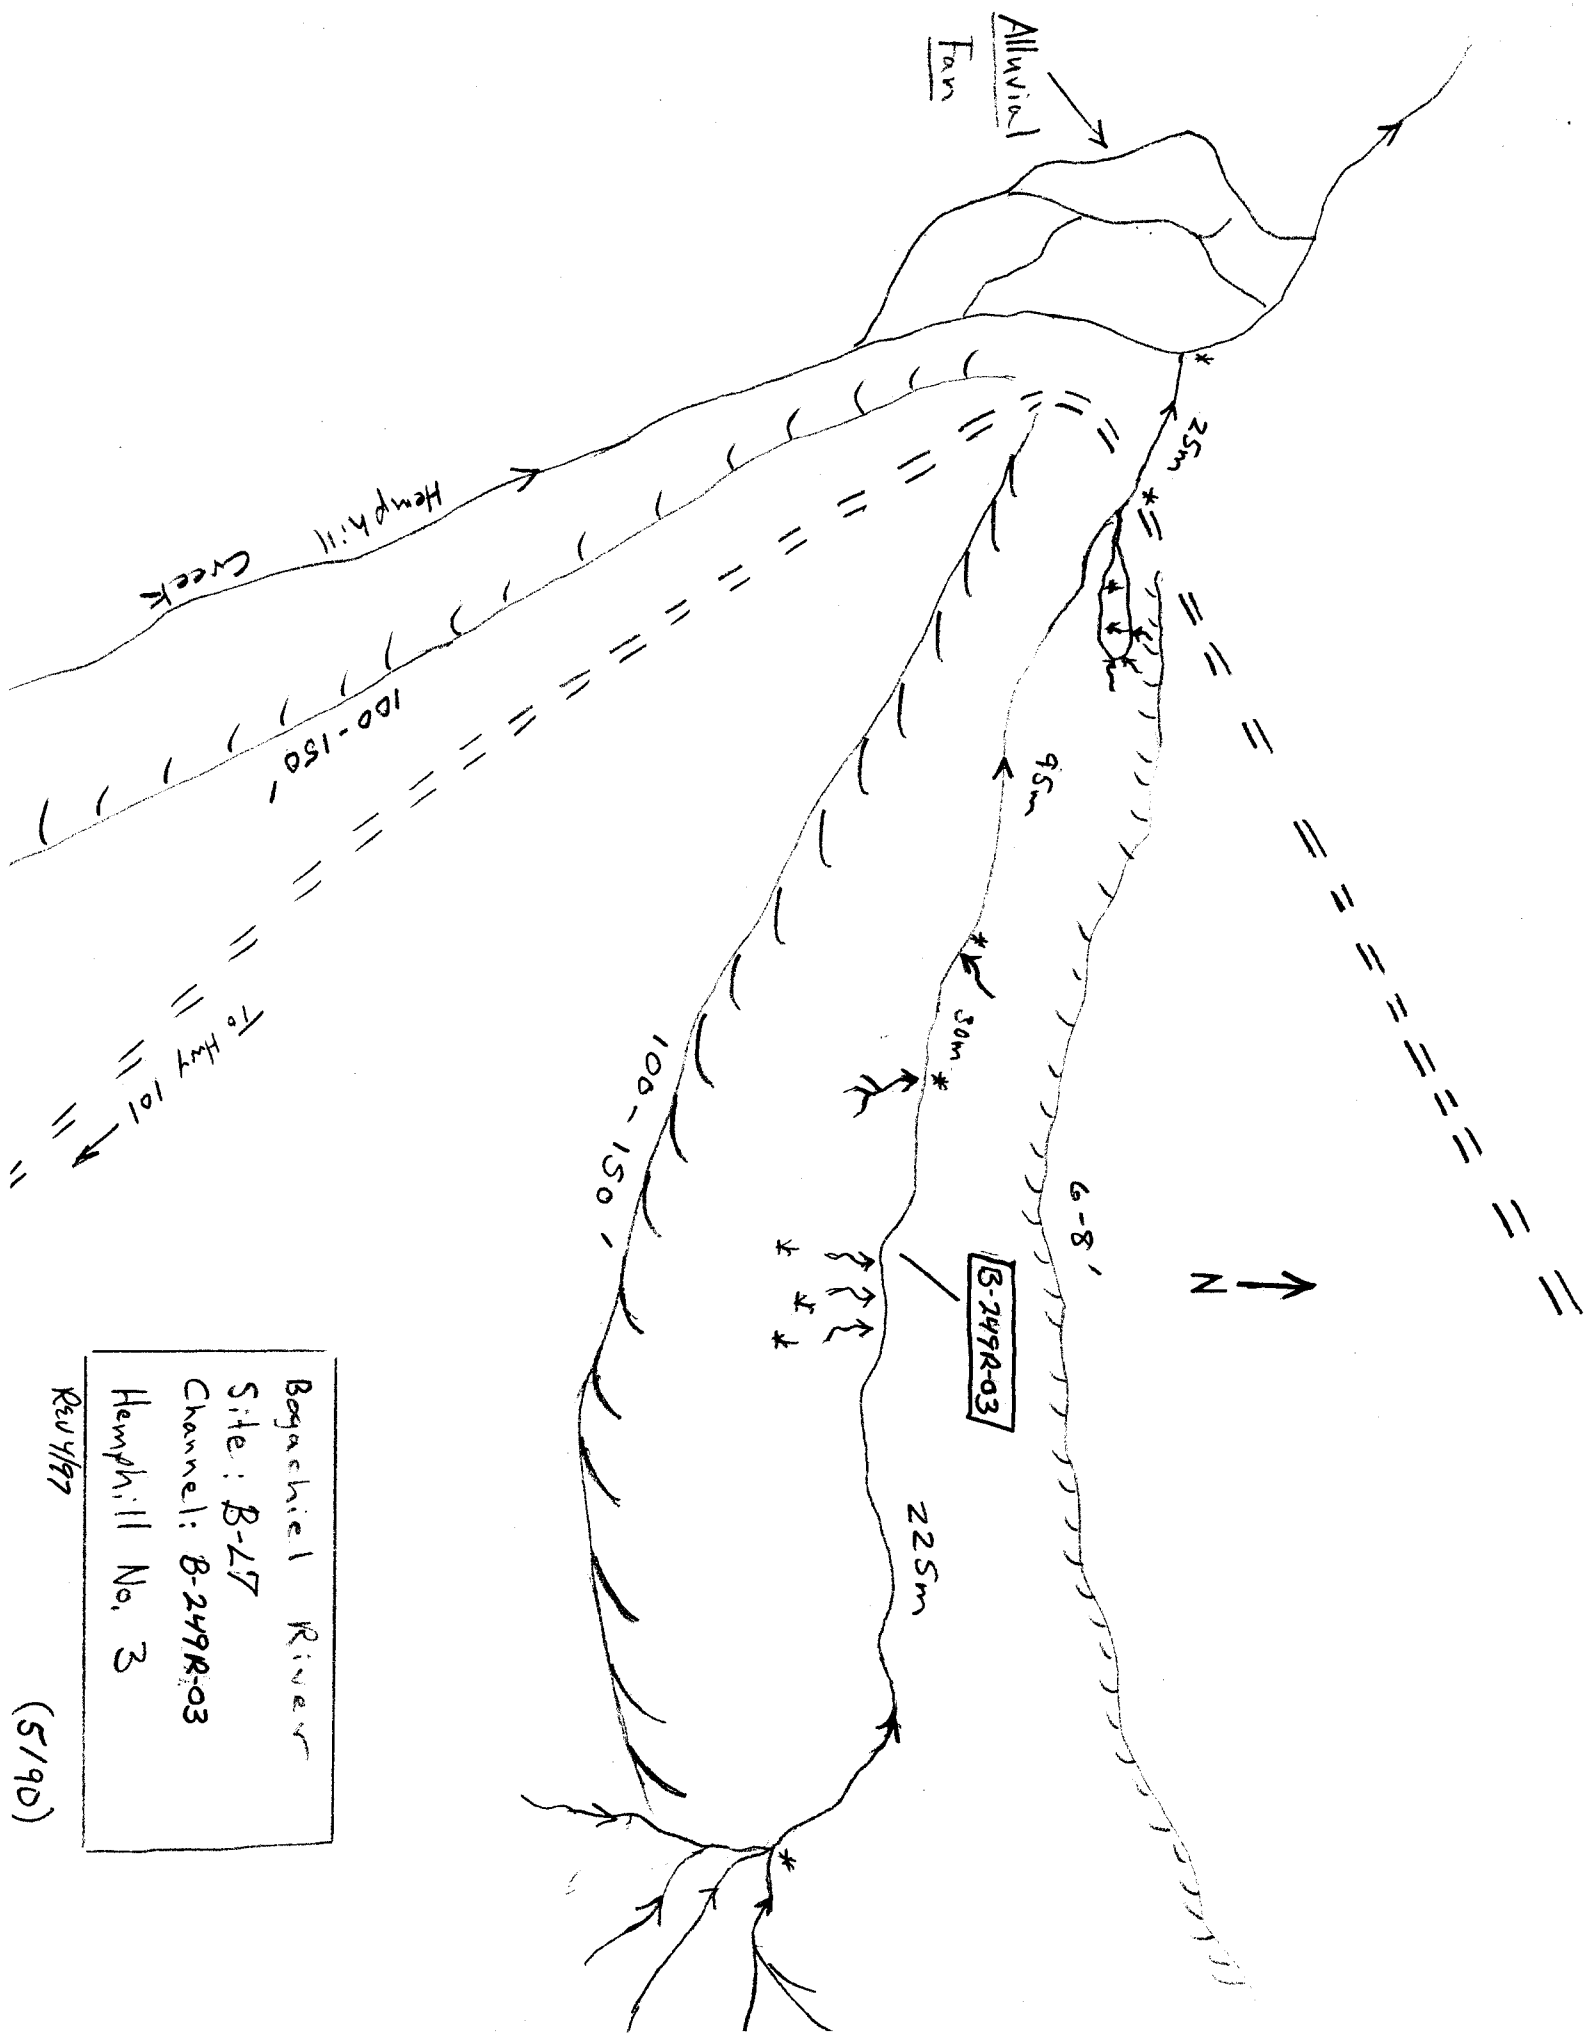 Alluvial
Fan
25m
Hemphill
Creek
100-150'
95m
30m
To Hwy 101
100-150'
6-8'
B-249R-03
N
225m
Bogachiel River
Site: B-L7
Channel: B-249R-03
Hemphill No. 3
REV 4/97
(5/90)